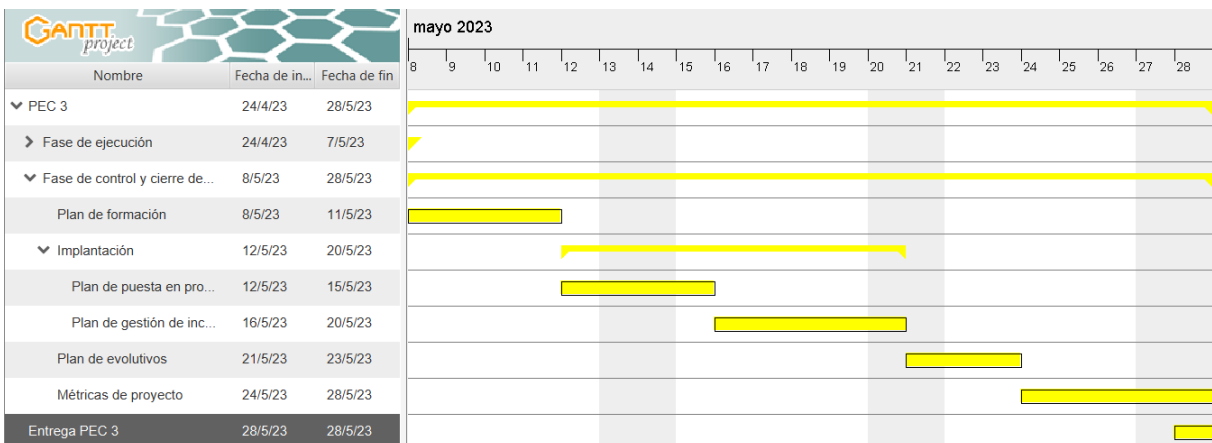 GANTT
project
mayo 2023
8 9 10 11 12 13 14 15 16 17 18 19 20 21 22 23 24 25 26 27 28
Nombre Fecha de in... Fecha de fin
PEC 3 24/4/23 28/5/23
Fase de ejecución 24/4/23 7/5/23
Fase de control y cierre de... 8/5/23 28/5/23
Plan de formación 8/5/23 11/5/23
Implantación 12/5/23 20/5/23
Plan de puesta en pro... 12/5/23 15/5/23
Plan de gestión de inc... 16/5/23 20/5/23
Plan de evolutivos 21/5/23 23/5/23
Métricas de proyecto 24/5/23 28/5/23
Entrega PEC 3 28/5/23 28/5/23